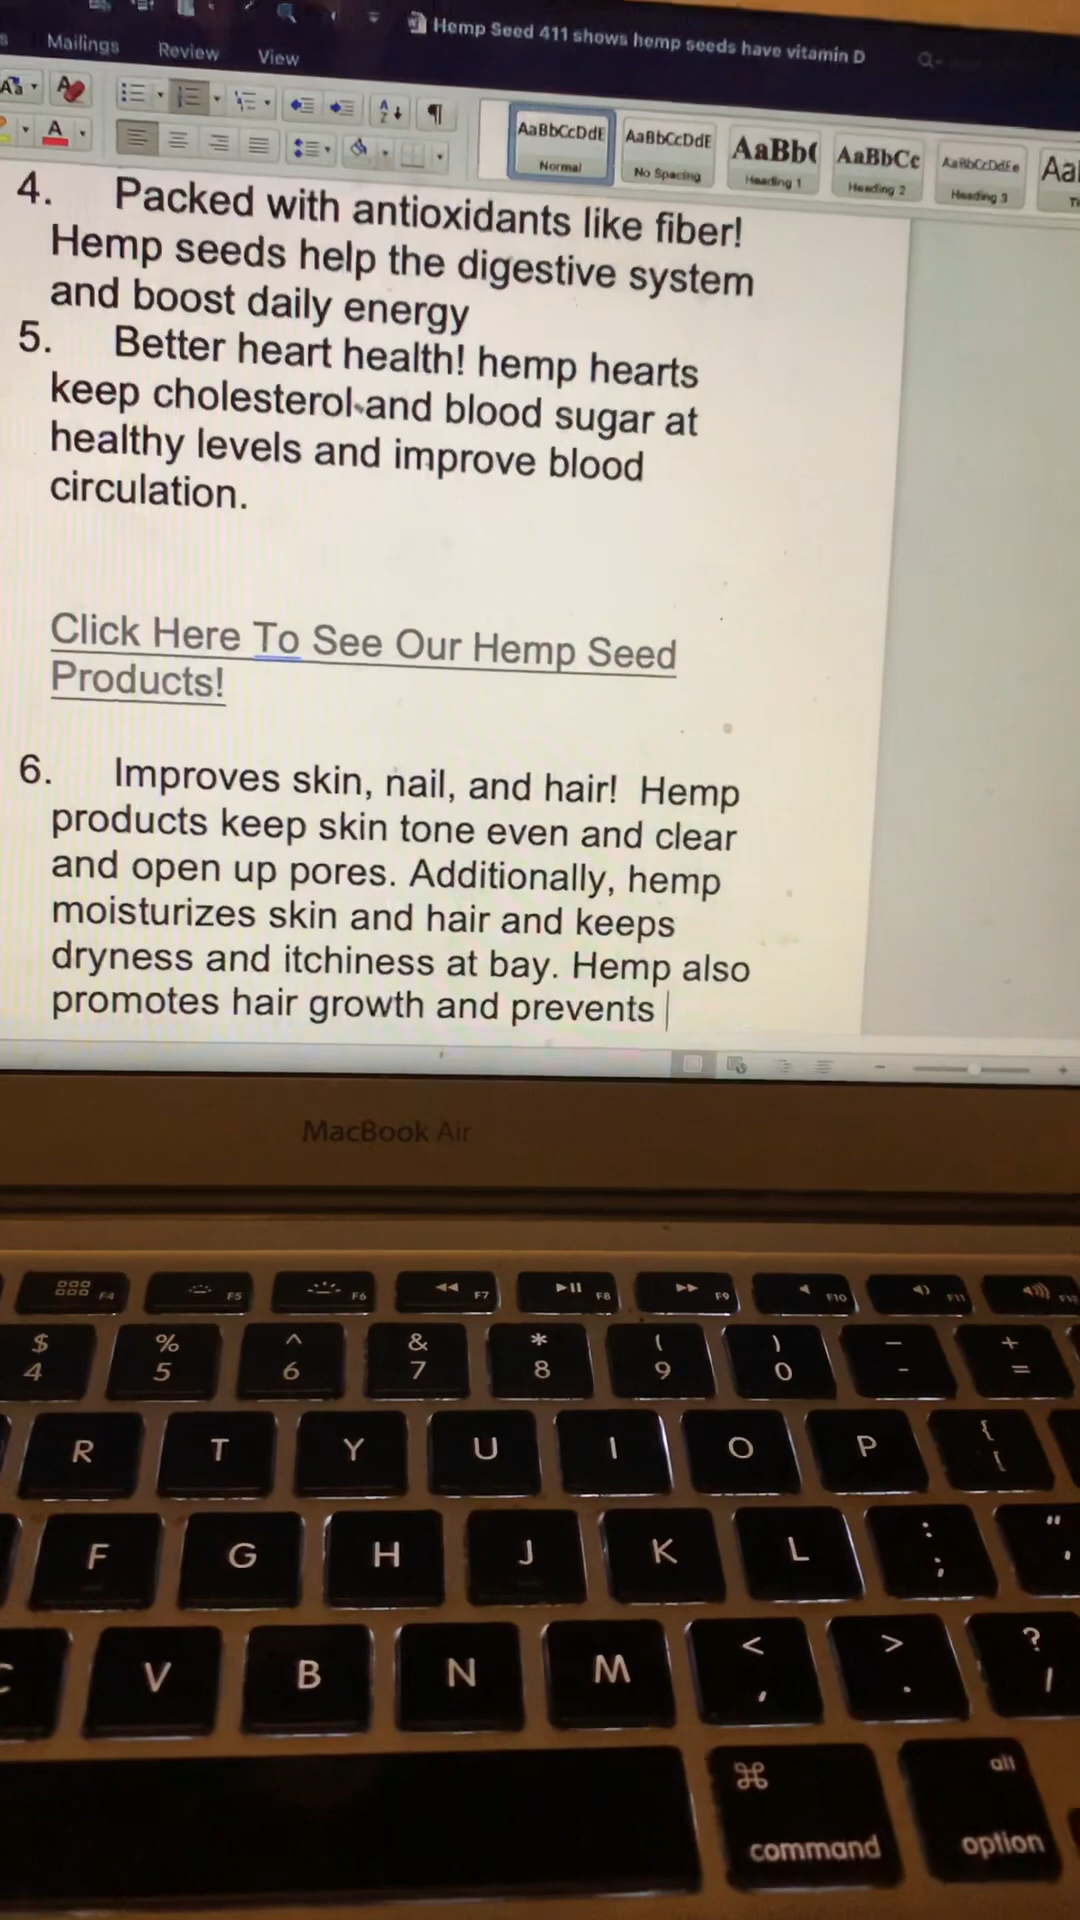 Hemp Seed 411 shows hemp seeds have vitamin D
Mailings Review View
AaBbCcDdE AaBbCcDdE AaBb( AaBbCc AaBbCcDdEe Aa
Normal No Spacing Heading 1 Heading 2 Heading 3
4. Packed with antioxidants like fiber!
Hemp seeds help the digestive system
and boost daily energy
5. Better heart health! hemp hearts
keep cholesterol and blood sugar at
healthy levels and improve blood
circulation.
Click Here To See Our Hemp Seed
Products!
6. Improves skin, nail, and hair! Hemp
products keep skin tone even and clear
and open up pores. Additionally, hemp
moisturizes skin and hair and keeps
dryness and itchiness at bay. Hemp also
promotes hair growth and prevents
MacBook Air
F4 F5 F6 F7 F8 F9 F10 F11
$ % ^ & * ( ) — +
4 5 6 7 8 9 0 - =
R T Y U I O P { [
F G H J K L : ; " '
V B N M < , > . ? /
⌘ alt
command option